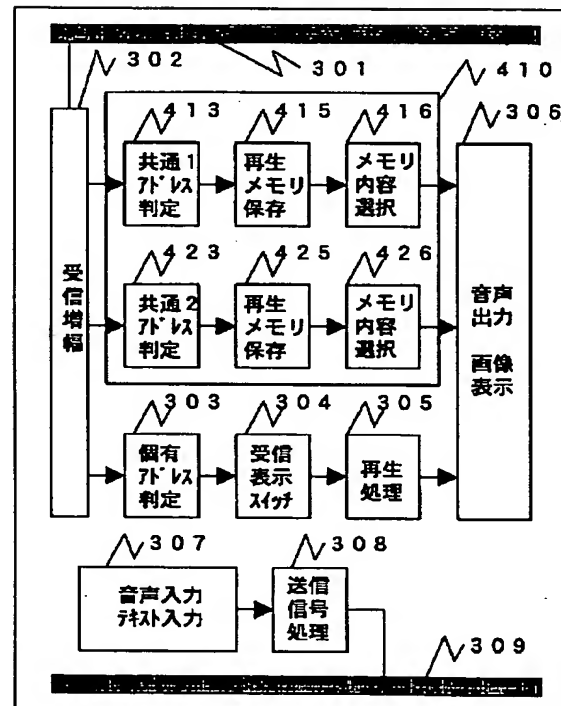 302
301
410
413
415
416
306
共通1
アドレス
判定
再生
メモリ
保存
メモリ
内容
選択
423
425
426
共通2
アドレス
判定
再生
メモリ
保存
メモリ
内容
選択
受信増幅
音声
出力
画像
表示
303
304
305
個有
アドレス
判定
受信
表示
スイッチ
再生
処理
307
308
音声入力
テキスト入力
送信
信号
処理
309